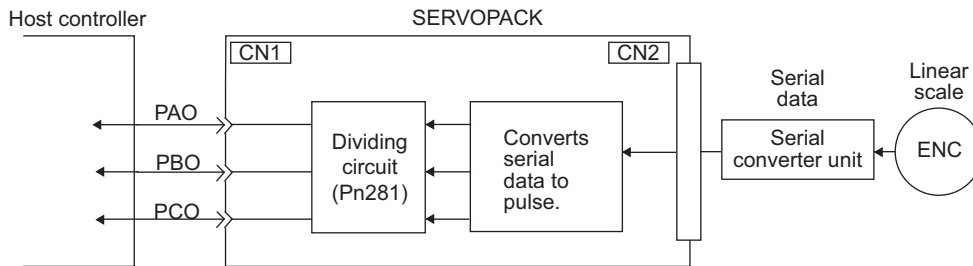 Host controller
SERVOPACK
CN1
CN2
PAO
PBO
PCO
Dividing
circuit
(Pn281)
Converts
serial
data to
pulse.
Serial
data
Serial
converter unit
Linear
scale
ENC